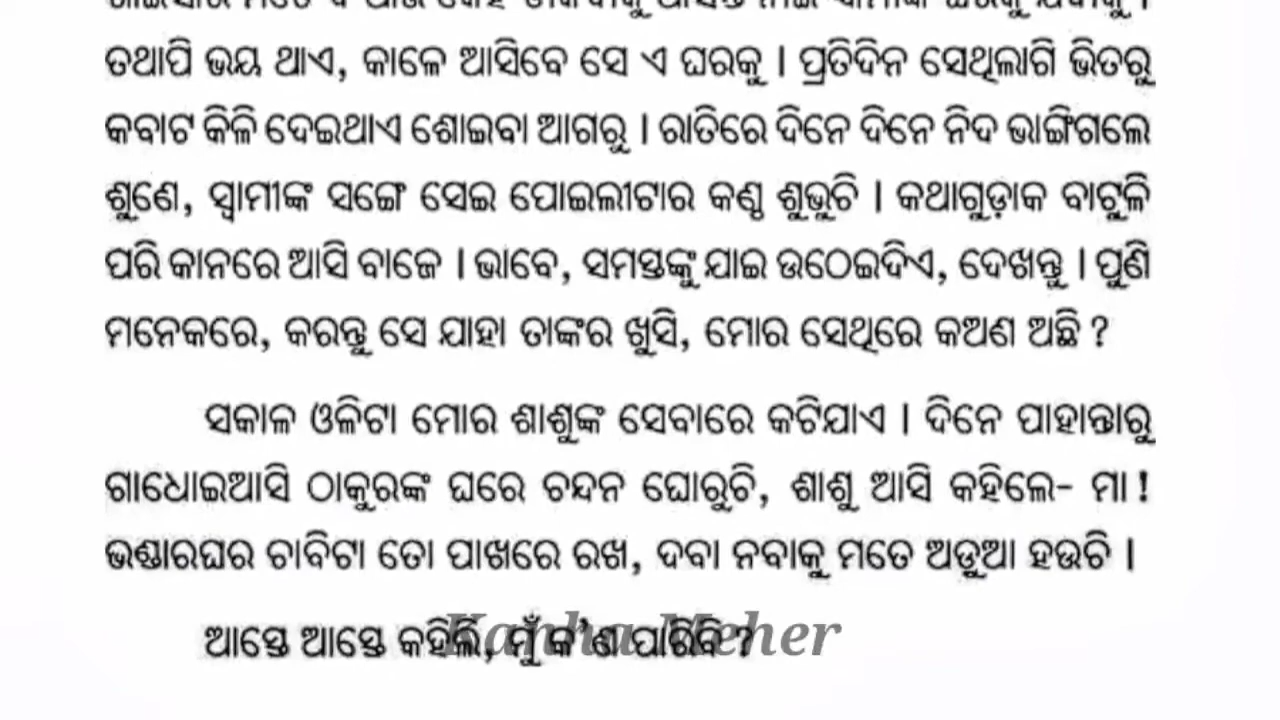 ତଥାପି ଭୟ ଥାଏ, କାଳେ ଆସିବେ ସେ ଏ ଘରକୁ । ପ୍ରତିଦିନ ସେଥିଲାଗି ଭିତରୁ
କବାଟ କିଳି ଦେଇଥାଏ ଶୋଇବା ଆଗରୁ । ରାତିରେ ଦିନେ ଦିନେ ନିଦ ଭାଙ୍ଗିଗଲେ
ଶୁଣେ, ସ୍ୱାମୀଙ୍କ ସଙ୍ଗେ ସେଇ ପୋଇଲୀଟାର କଣ୍ଠ ଶୁଭୁଚି । କଥାଗୁଡ଼ାକ ବାଟୁଳି
ପରି କାନରେ ଆସି ବାଜେ । ଭାବେ, ସମସ୍ତଙ୍କୁ ଯାଇ ଉଠେଇଦିଏ, ଦେଖନ୍ତୁ । ପୁଣି
ମନେକରେ, କରନ୍ତୁ ସେ ଯାହା ତାଙ୍କର ଖୁସି, ମୋର ସେଥିରେ କଅଣ ଅଛି ?
ସକାଳ ଓଳିଟା ମୋର ଶାଶୁଙ୍କ ସେବାରେ କଟିଯାଏ । ଦିନେ ପାହାନ୍ତାରୁ
ଗାଧୋଇଆସି ଠାକୁରଙ୍କ ଘରେ ଚନ୍ଦନ ଘୋରୁଚି, ଶାଶୁ ଆସି କହିଲେ- ମା !
ଭଣ୍ଡାରଘର ଚାବିଟା ତୋ ପାଖରେ ରଖ, ଦବା ନବାକୁ ମତେ ଅଡୁଆ ହଉଚି ।
ଆସ୍ତେ ଆସ୍ତେ କହିଲି, ମୁଁ କ'ଣ ପାରିବି ?
Kanha Meher